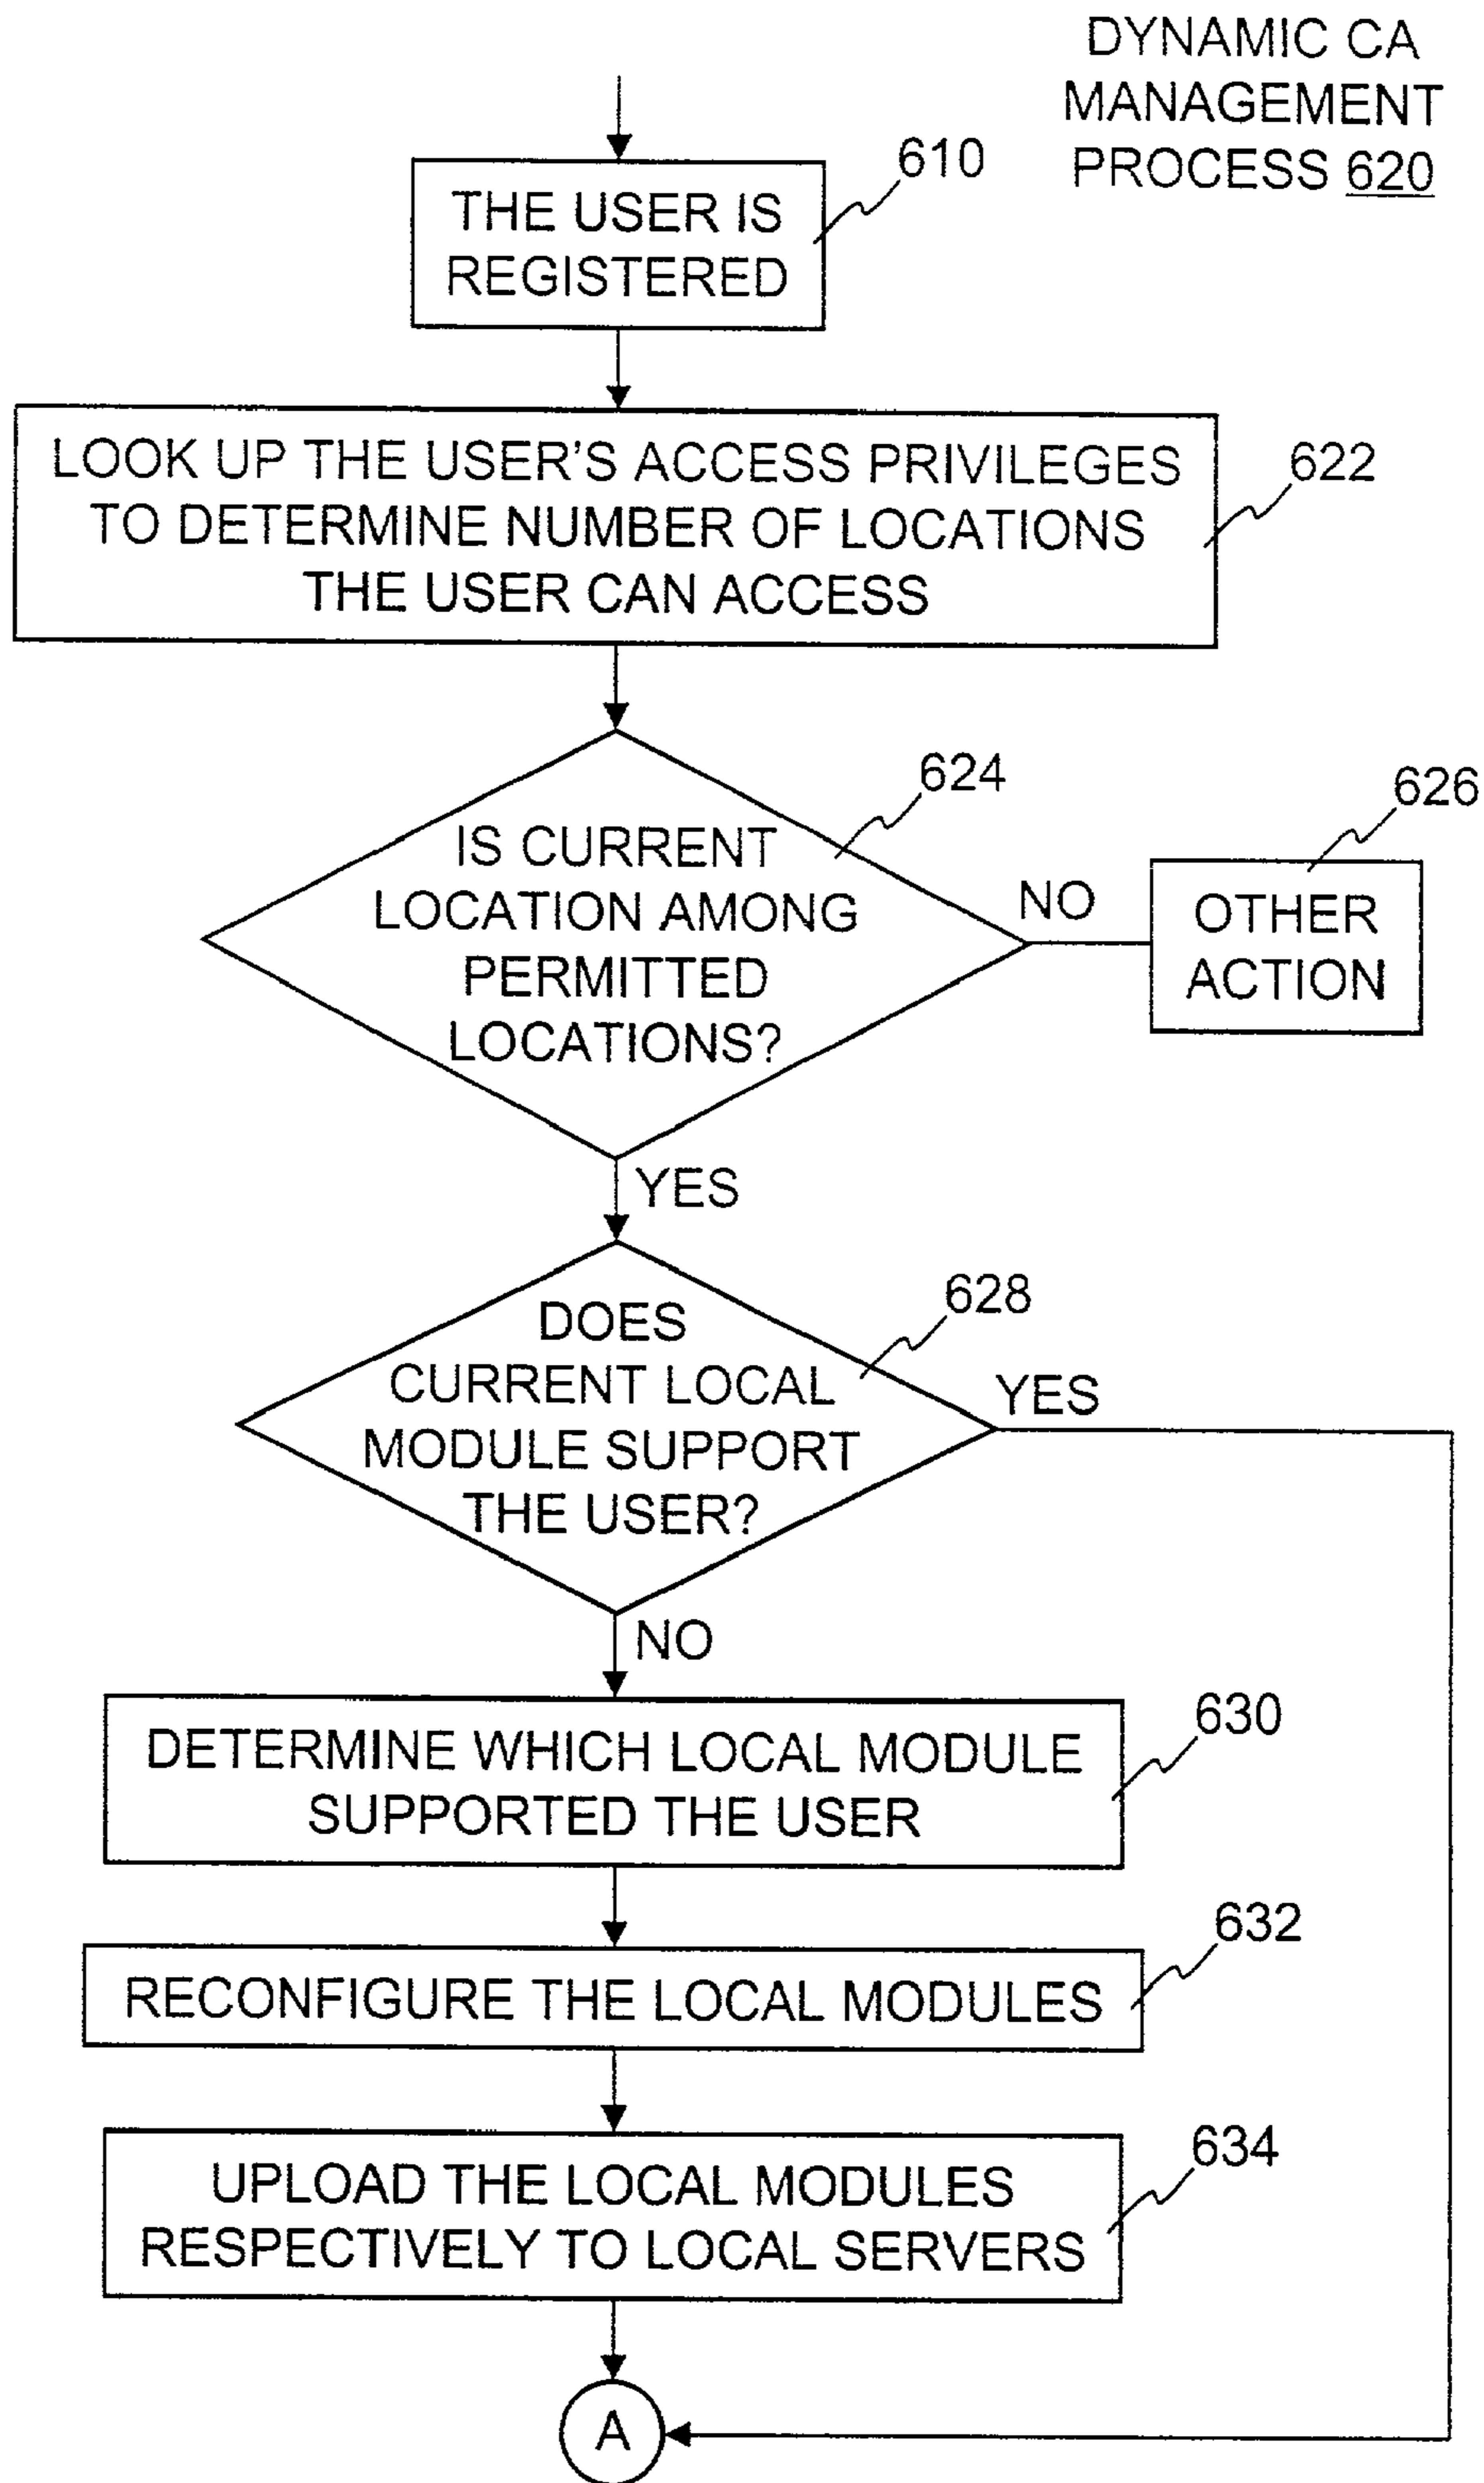 DYNAMIC CA
MANAGEMENT
PROCESS 620
610
THE USER IS
REGISTERED
622
LOOK UP THE USER'S ACCESS PRIVILEGES
TO DETERMINE NUMBER OF LOCATIONS
THE USER CAN ACCESS
624
IS CURRENT
LOCATION AMONG
PERMITTED
LOCATIONS?
NO
626
OTHER
ACTION
YES
628
DOES
CURRENT LOCAL
MODULE SUPPORT
THE USER?
YES
NO
630
DETERMINE WHICH LOCAL MODULE
SUPPORTED THE USER
632
RECONFIGURE THE LOCAL MODULES
634
UPLOAD THE LOCAL MODULES
RESPECTIVELY TO LOCAL SERVERS
A